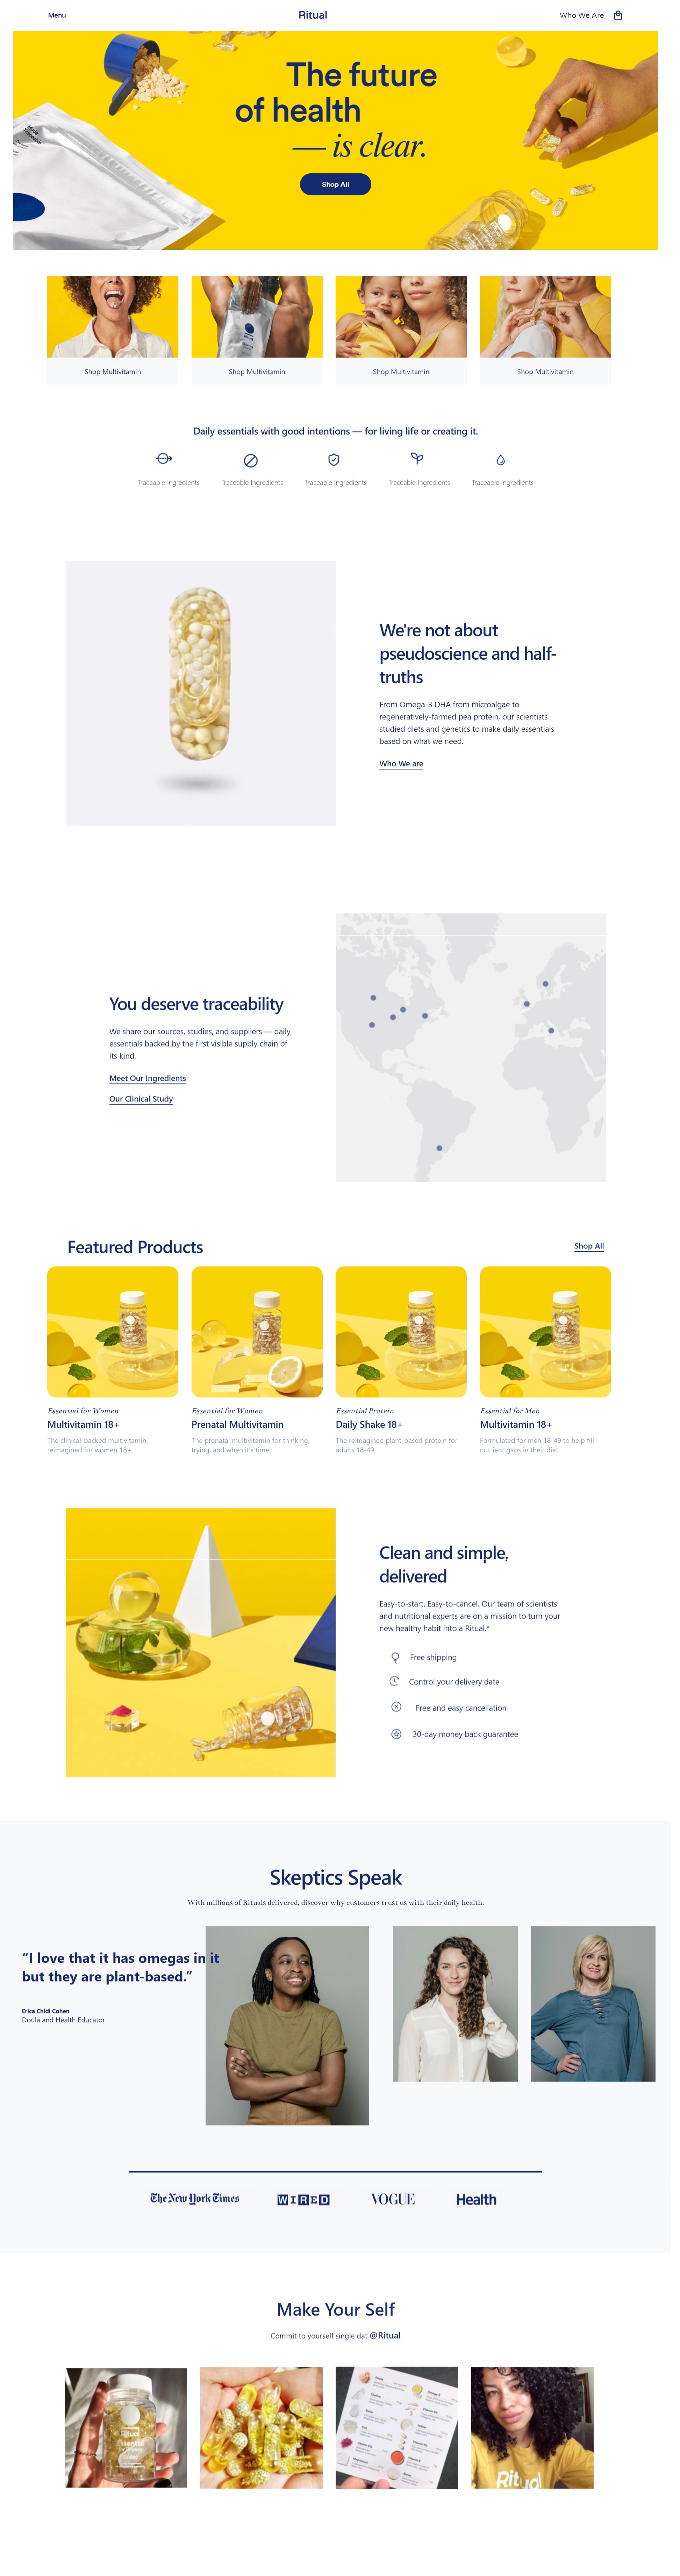 Menu
Ritual
Who We Are
The future
of health
— is clear.
Shop All
Shop Multivitamin
Shop Multivitamin
Shop Multivitamin
Shop Multivitamin
Daily essentials with good intentions — for living life or creating it.
Traceable Ingredients
Traceable Ingredients
Traceable Ingredients
Traceable Ingredients
Traceable Ingredients
We're not about
pseudoscience and half-
truths
From Omega-3 DHA from microalgae to
regeneratively-farmed pea protein, our scientists
studied diets and genetics to make daily essentials
based on what we need.
Who We are
You deserve traceability
We share our sources, studies, and suppliers — daily
essentials backed by the first visible supply chain of
its kind.
Meet Our Ingredients
Our Clinical Study
Featured Products
Shop All
Essential for Women
Multivitamin 18+
The clinical-backed multivitamin,
reimagined for women 18+.
Essential for Women
Prenatal Multivitamin
The prenatal multivitamin for thinking,
trying, and when it's time.
Essential Protein
Daily Shake 18+
The reimagined plant-based protein for
adults 18-49.
Essential for Men
Multivitamin 18+
Formulated for men 18-49 to help fill
nutrient gaps in their diet.
Clean and simple,
delivered
Easy-to-start. Easy-to-cancel. Our team of scientists
and nutritional experts are on a mission to turn your
new healthy habit into a Ritual.*
Free shipping
Control your delivery date
Free and easy cancellation
30-day money back guarantee
Skeptics Speak
With millions of Rituals delivered, discover why customers trust us with their daily health.
“I love that it has omegas in it
but they are plant-based.”
Erica Chidi Cohen
Doula and Health Educator
The New York Times
WIRED
VOGUE
Health
Make Your Self
Commit to yourself single dat @Ritual
Ritual
Ritual